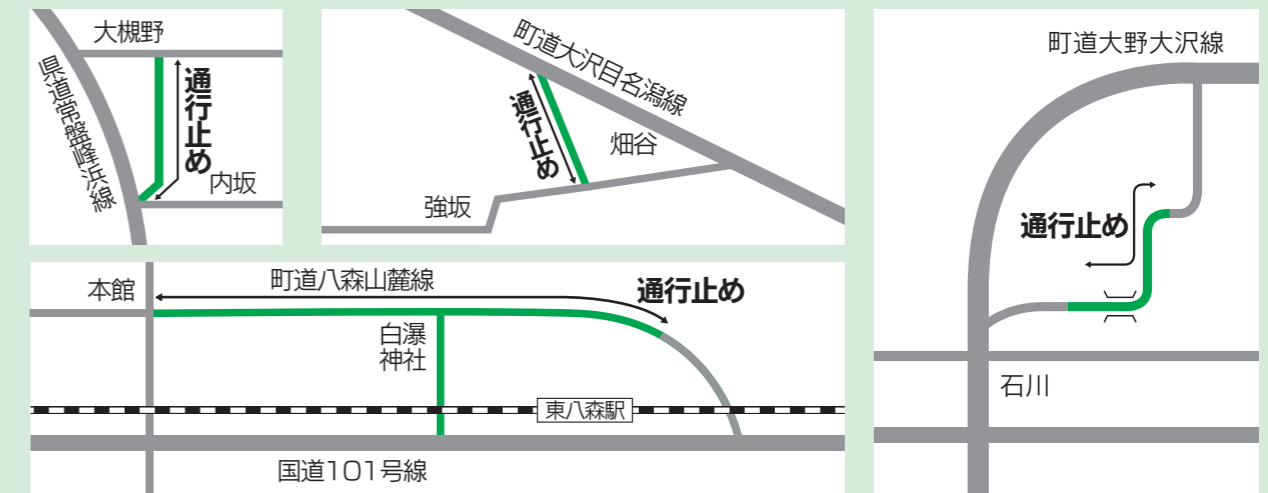 大槻野
県道常盤峰浜線
通行止め
内坂
町道大沢目名潟線
通行止め
畑谷
強坂
町道大野大沢線
通行止め
石川
本館
町道八森山麓線
通行止め
白瀑
神社
東八森駅
国道101号線